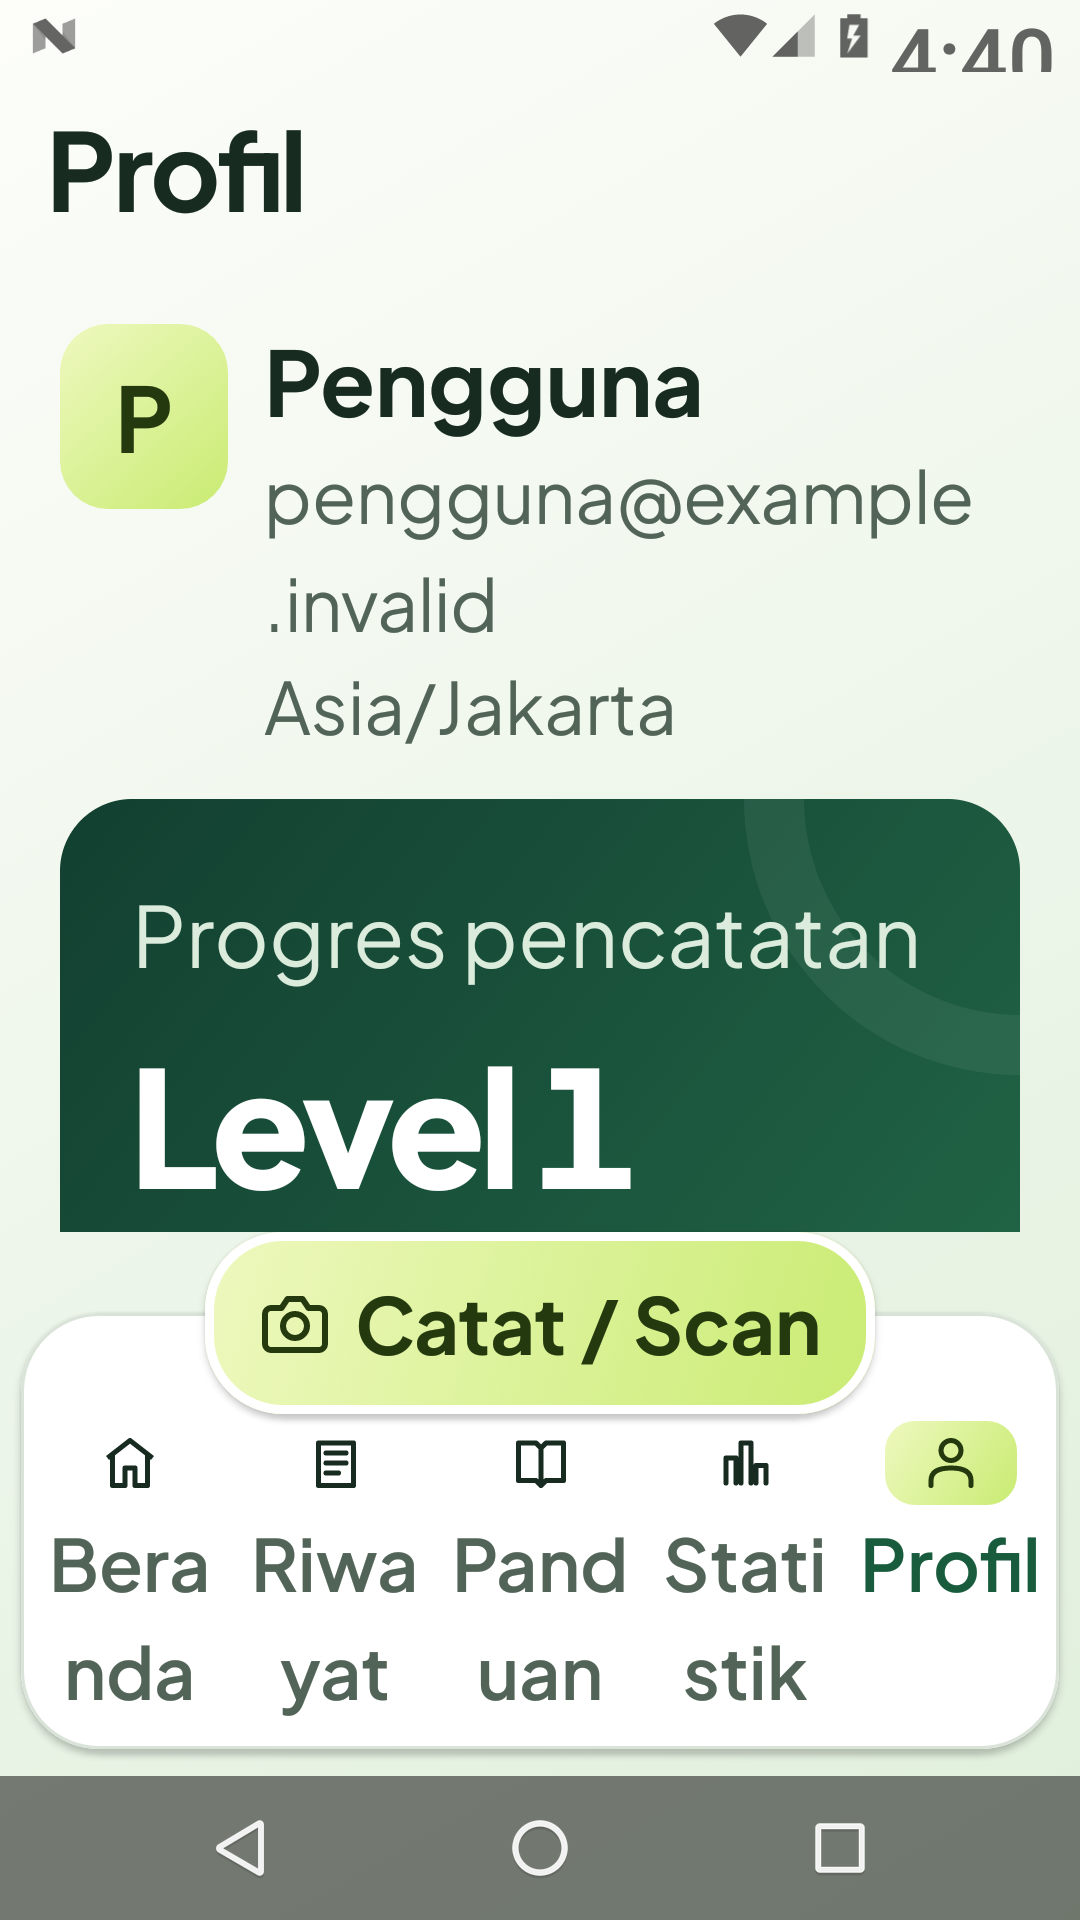 4:40
Profil
P
Pengguna
pengguna@example
.invalid
Asia/Jakarta
Progres pencatatan
Level 1
Catat / Scan
Bera
nda
Riwa
yat
Pand
uan
Stati
stik
Profil